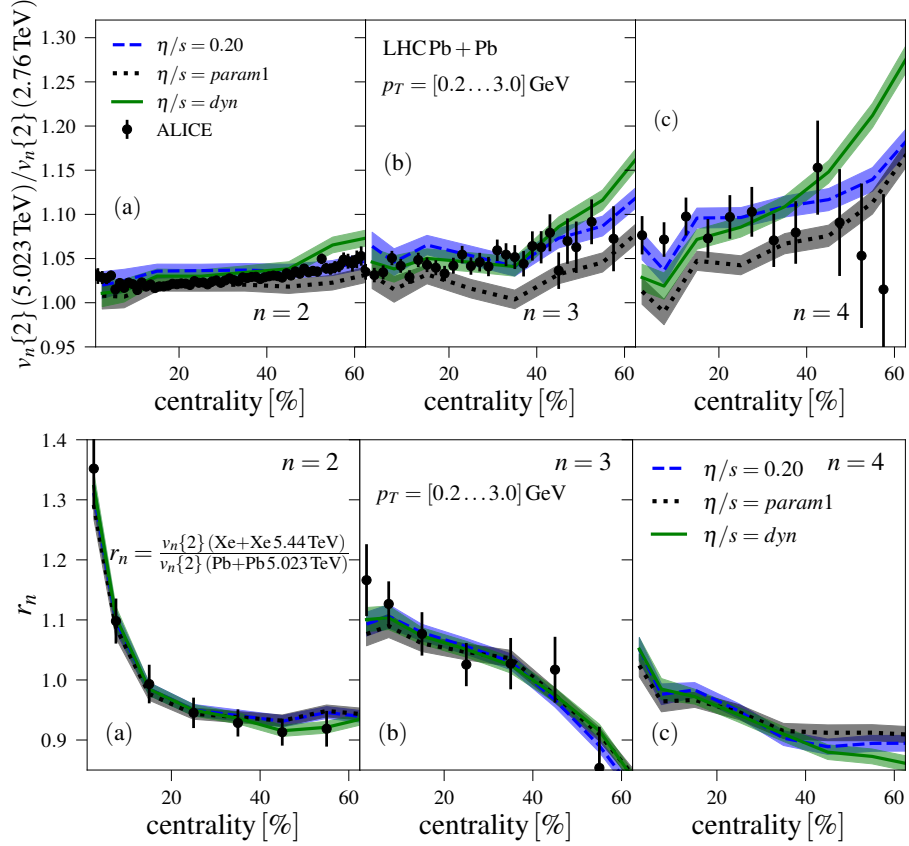 v_n{2}(5.023 TeV)/v_n{2}(2.76 TeV)
1.30
1.25
1.20
1.15
1.10
1.05
1.00
0.95
η/s = 0.20
η/s = param1
η/s = dyn
ALICE
(a)
n = 2
20 40 60
centrality [%]
LHC Pb + Pb
p_T = [0.2…3.0] GeV
(b)
n = 3
20 40 60
centrality [%]
(c)
n = 4
20 40 60
centrality [%]
r_n
1.4
1.3
1.2
1.1
1.0
0.9
n = 2
r_n = v_n{2}(Xe+Xe 5.44 TeV)/v_n{2}(Pb+Pb 5.023 TeV)
(a)
0 20 40 60
centrality [%]
n = 3
p_T = [0.2…3.0] GeV
(b)
0 20 40 60
centrality [%]
η/s = 0.20
n = 4
η/s = param1
η/s = dyn
(c)
0 20 40 60
centrality [%]